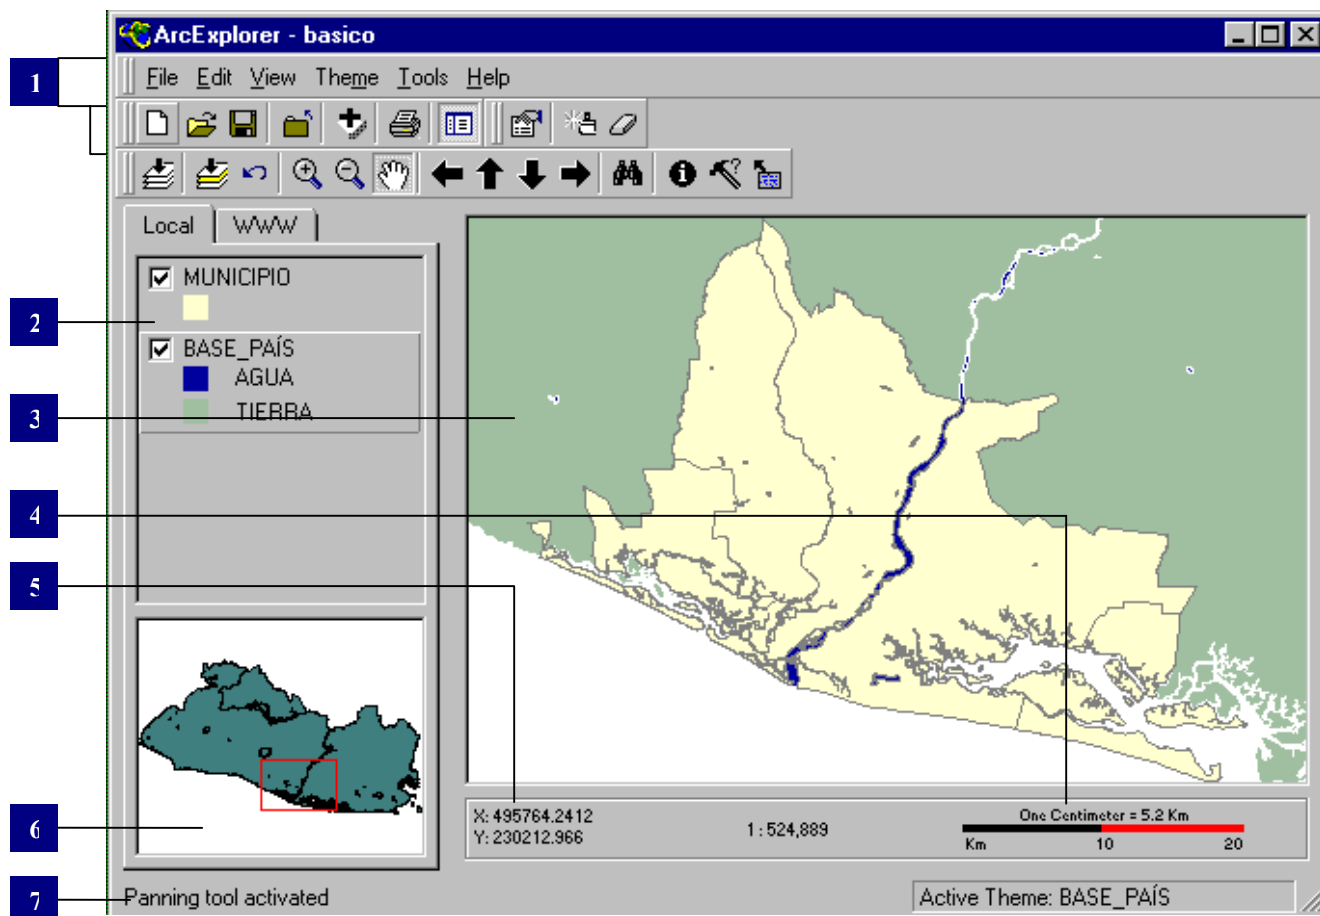 ArcExplorer - basico
1
File Edit View Theme Tools Help
Local WWW
MUNICIPIO
2
BASE_PAÍS
AGUA
3
TIERRA
4
5
X: 495764.2412
Y: 230212.966
1 : 524,889
One Centimeter = 5.2 Km
Km 10 20
6
7
Panning tool activated
Active Theme: BASE_PAÍS